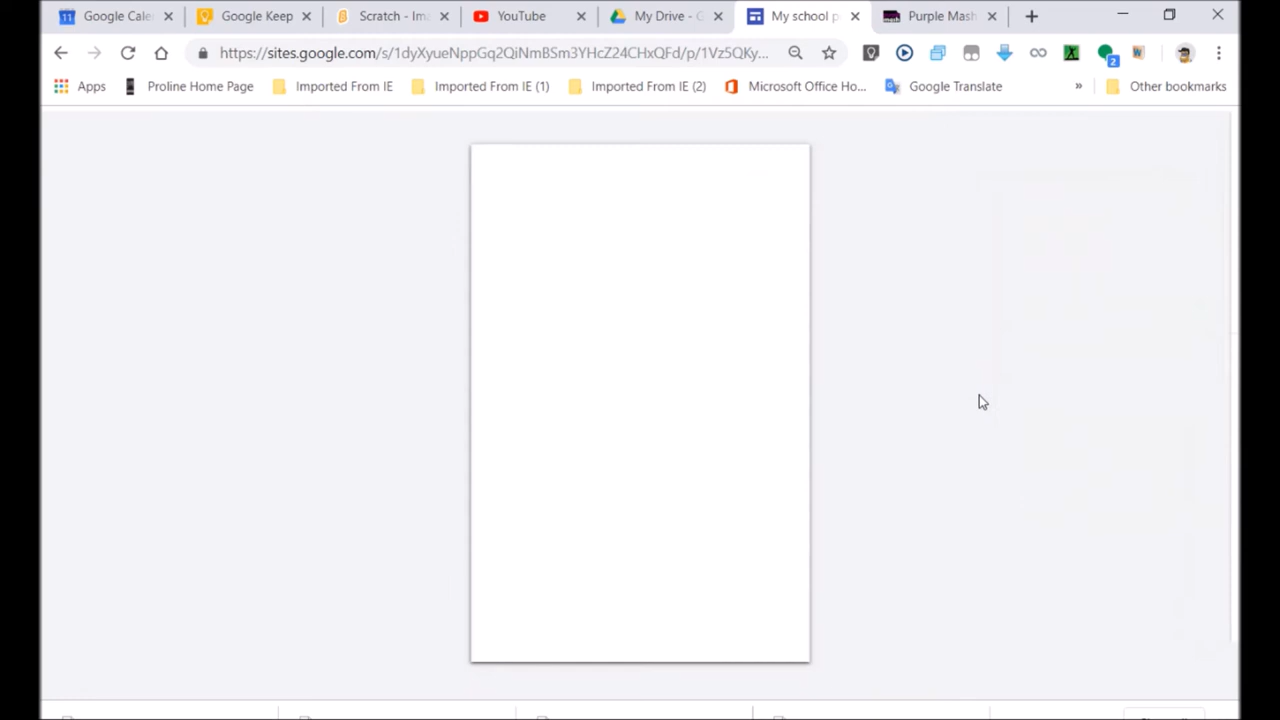 Google Cale
Google Keep
Scratch - Ima
YouTube
My Drive - G
My school p
Purple Mash
https://sites.google.com/s/1dyXyueNppGq2QiNmBSm3YHcZ24CHxQFd/p/1Vz5QKy...
2
Apps
Proline Home Page
Imported From IE
Imported From IE (1)
Imported From IE (2)
Microsoft Office Ho...
Google Translate
»
Other bookmarks